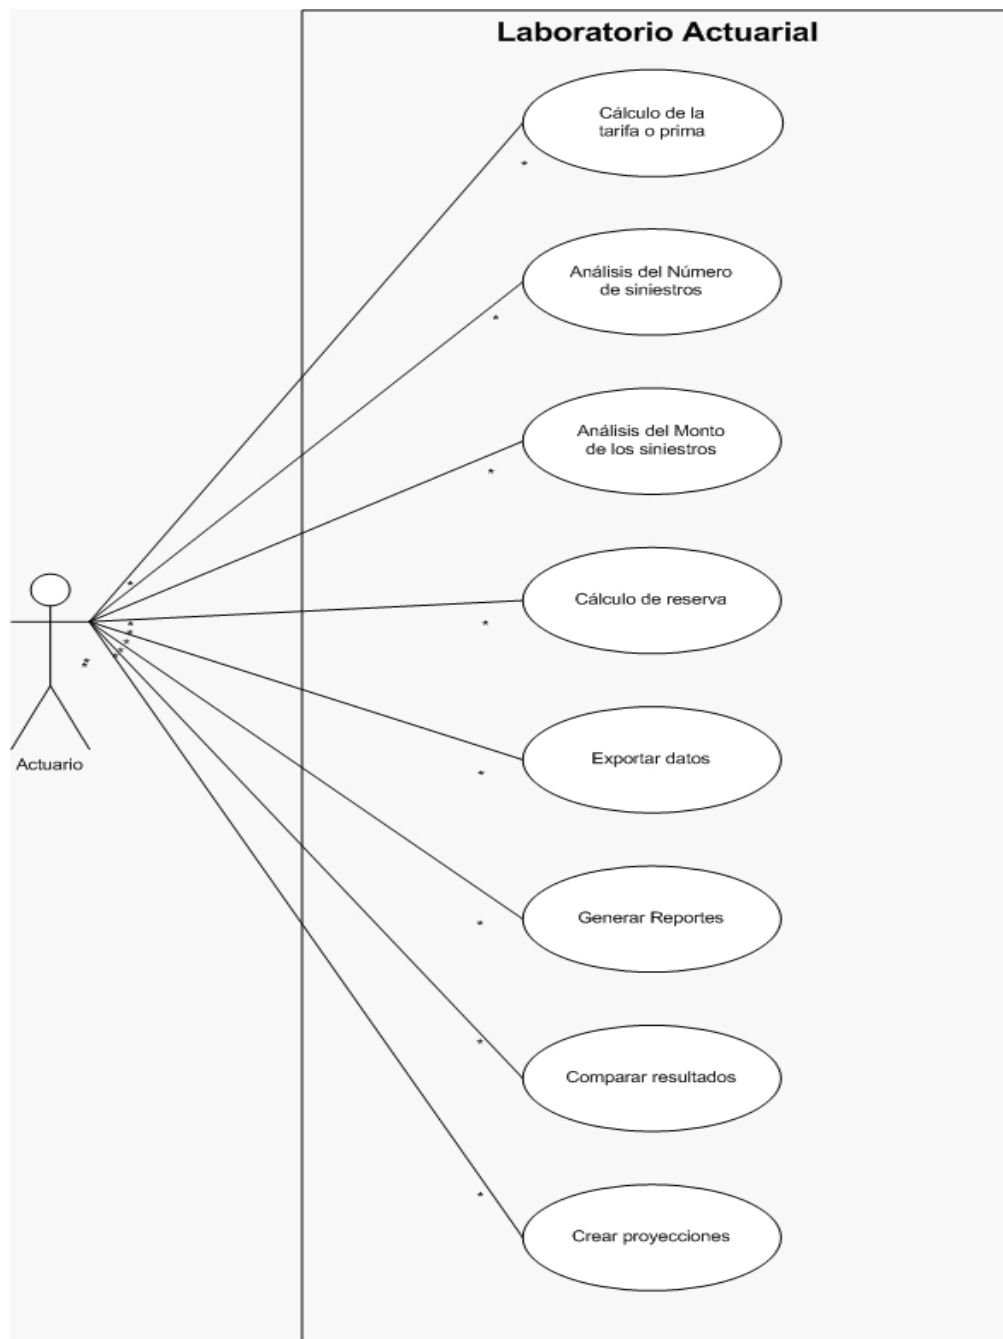 Laboratorio Actuarial
Cálculo de la
tarifa o prima
*
Análisis del Número
de siniestros
*
Análisis del Monto
de los siniestros
*
*
Cálculo de reserva
*
*
*
*
*
*
*
*
Actuario
Exportar datos
*
Generar Reportes
*
Comparar resultados
*
Crear proyecciones
*